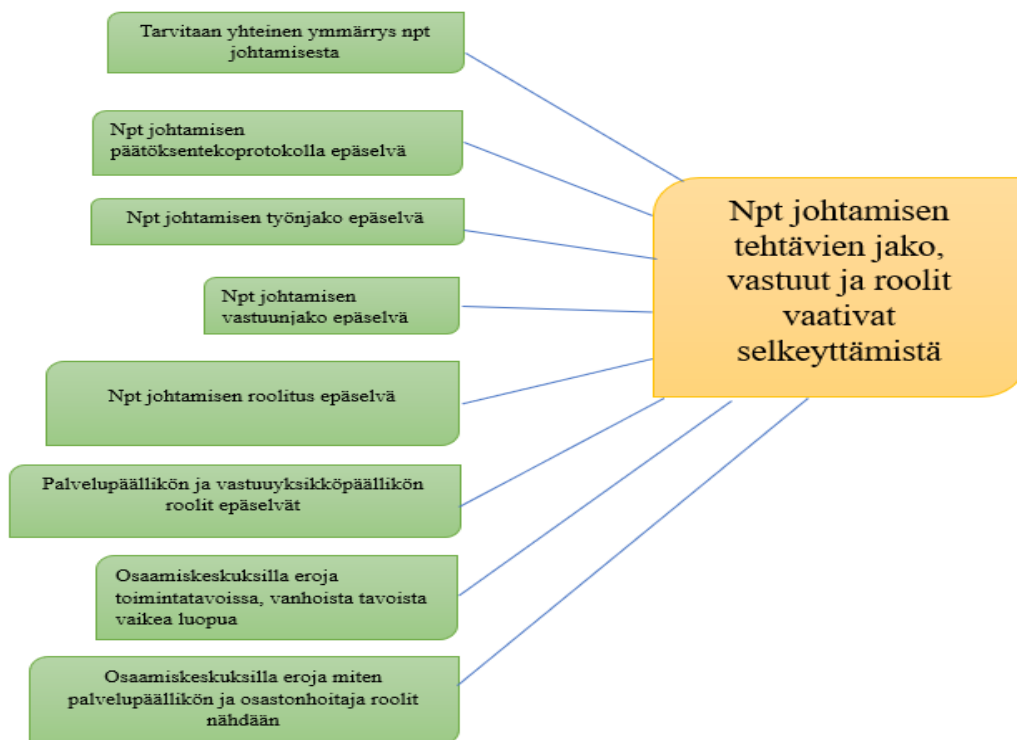 Tarvitaan yhteinen ymmärrys npt
johtamisesta
Npt johtamisen
päätöksentekoprotokolla epäselvä
Npt johtamisen työnjako epäselvä
Npt johtamisen
vastuunjako epäselvä
Npt johtamisen roolitus epäselvä
Palvelupäällikön ja vastuuyksikköpäällikön
roolit epäselvät
Osaamiskeskuksilla eroja
toimintatavoissa, vanhoista tavoista
vaikea luopua
Osaamiskeskuksilla eroja miten
palvelupäällikön ja osastonhoitaja roolit
nähdään
Npt johtamisen
tehtävien jako,
vastuut ja roolit
vaativat
selkeyttämistä